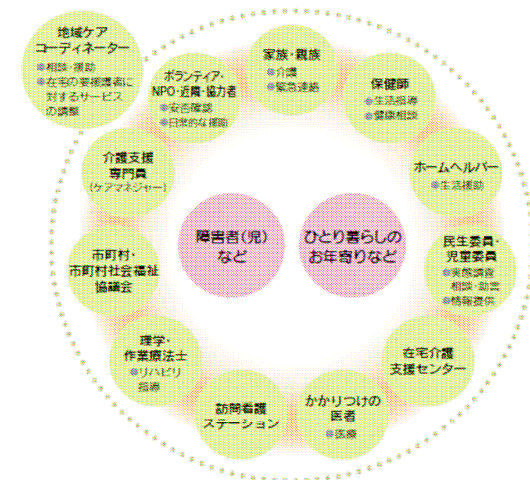 地域ケア
コーディネーター
●相談・援助
●在宅の要援護者に
対するサービス
の調整
ボランティア・
NPO・近隣・協力者
●安否確認
●日常的な援助
家族・親族
●介護
●緊急連絡
保健師
●生活指導
●健康相談
ホームヘルパー
●生活援助
民生委員・
児童委員
●実態調査
相談・助言
●情報提供
在宅介護
支援センター
かかりつけの
医者
●医療
訪問看護
ステーション
理学・
作業療法士
●リハビリ
指導
市町村・
市町村社会福祉
協議会
介護支援
専門員
(ケアマネジャー)
障害者(児)
など
ひとり暮らしの
お年寄りなど